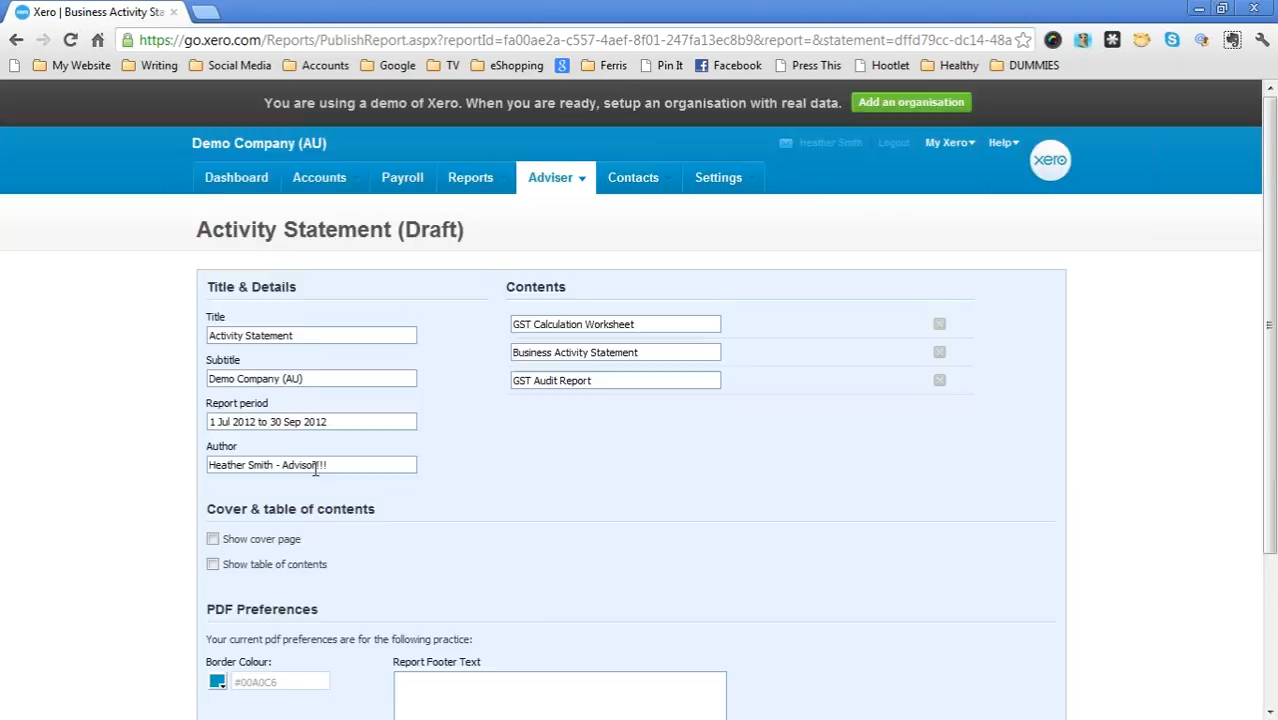 Xero | Business Activity Sta
https://go.xero.com/Reports/PublishReport.aspx?reportId=fa00ae2a-c557-4aef-8f01-247fa13ec8b9&report=&statement=dffd79cc-dc14-48a
My Website Writing Social Media Accounts Google TV eShopping Ferris Pin It Facebook Press This Hootlet Healthy DUMMIES
You are using a demo of Xero. When you are ready, setup an organisation with real data. Add an organisation
Demo Company (AU) Heather Smith Logout My Xero Help xero
Dashboard Accounts Payroll Reports Adviser Contacts Settings
Activity Statement (Draft)
Title & Details Contents
Title
GST Calculation Worksheet
Activity Statement
Business Activity Statement
Subtitle
Demo Company (AU)
GST Audit Report
Report period
1 Jul 2012 to 30 Sep 2012
Author
Heather Smith - Advisor!!!
Cover & table of contents
Show cover page
Show table of contents
PDF Preferences
Your current pdf preferences are for the following practice:
Border Colour: Report Footer Text
#00A0C6